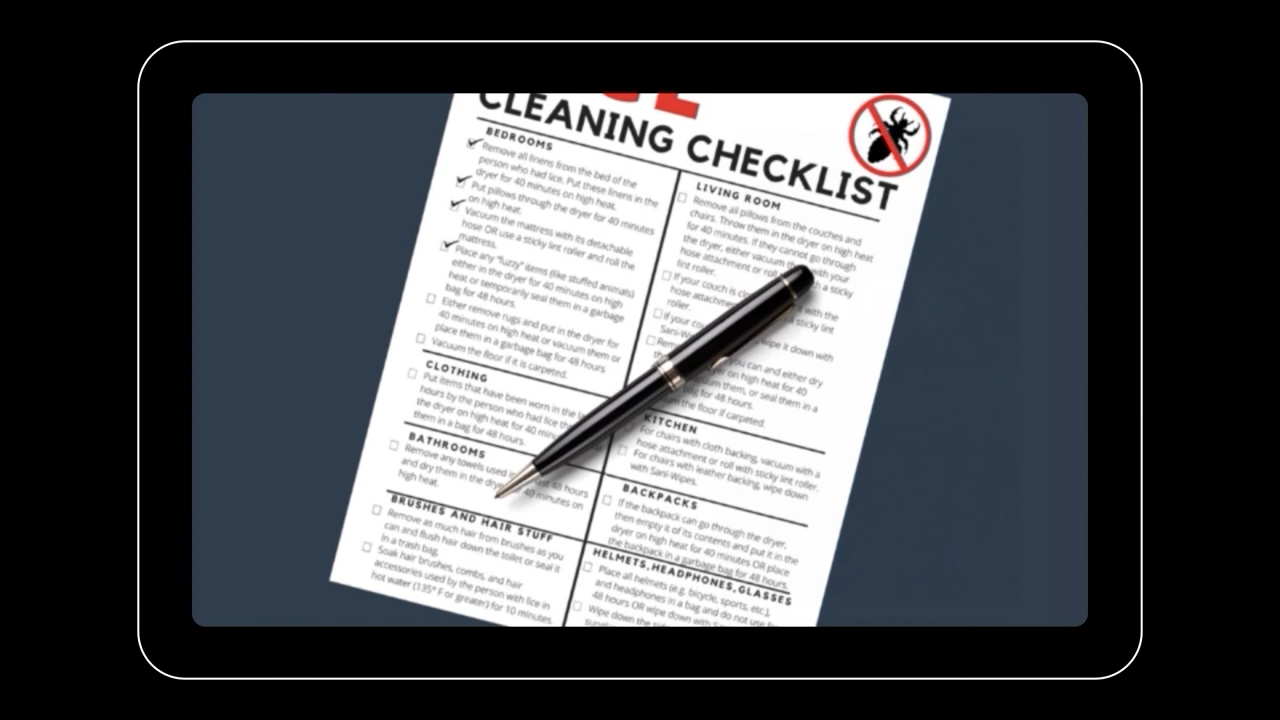 CLEANING CHECKLIST
BEDROOMS
Remove all linens from the bed of the
person who had lice. Put these linens in the
dryer for 40 minutes on high heat.
Put pillows through the dryer for 40 minutes
on high heat.
Vacuum the mattress with its detachable
hose OR use a sticky lint roller and roll the
mattress.
Place any "fuzzy" items (like stuffed animals)
either in the dryer for 40 minutes on high
heat or temporarily seal them in a garbage
bag for 48 hours.
Either remove rugs and put in the dryer for
40 minutes on high heat or vacuum them or
place them in a garbage bag for 48 hours
Vacuum the floor if it is carpeted.
CLOTHING
Put items that have been worn in the
hours by the person who had lice
the dryer on high heat for 40
them in a bag for 48 hours.
BATHROOMS
Remove any towels used in 48 hours
and dry them in the 40 minutes on
high heat.
BRUSHES AND HAIR STUFF
Remove as much hair from brushes as you
can and flush hair down the toilet or seal it
in a trash bag.
Soak hair brushes, combs, and hair
accessories used by the person with lice in
hot water (135° F or greater) for 10 minutes.
LIVING ROOM
Remove all pillows from the couches and
chairs. Throw them in the dryer on high heat
for 40 minutes. If they cannot go through
the dryer, either vacuum with your
hose attachment or a sticky
lint roller.
If your couch is with the
hose a sticky lint
roller.
If your wipe it down with
you can and either dry
on high heat for 40
them, or seal them in a
bag for 48 hours.
the floor if carpeted.
KITCHEN
For chairs with cloth backing, vacuum with a
hose attachment or roll with sticky lint roller.
For chairs with leather backing, wipe down
with Sani-Wipes.
BACKPACKS
If the backpack can go through the dryer,
then empty it of its contents and put it in the
dryer on high heat for 40 minutes OR place
the backpack in a garbage bag for 48 hours.
HELMETS,HEADPHONES,GLASSES
Place all helmets (e.g. bicycle, sports, etc.),
and headphones in a bag and do not use
48 hours OR wipe down with
Wipe down the